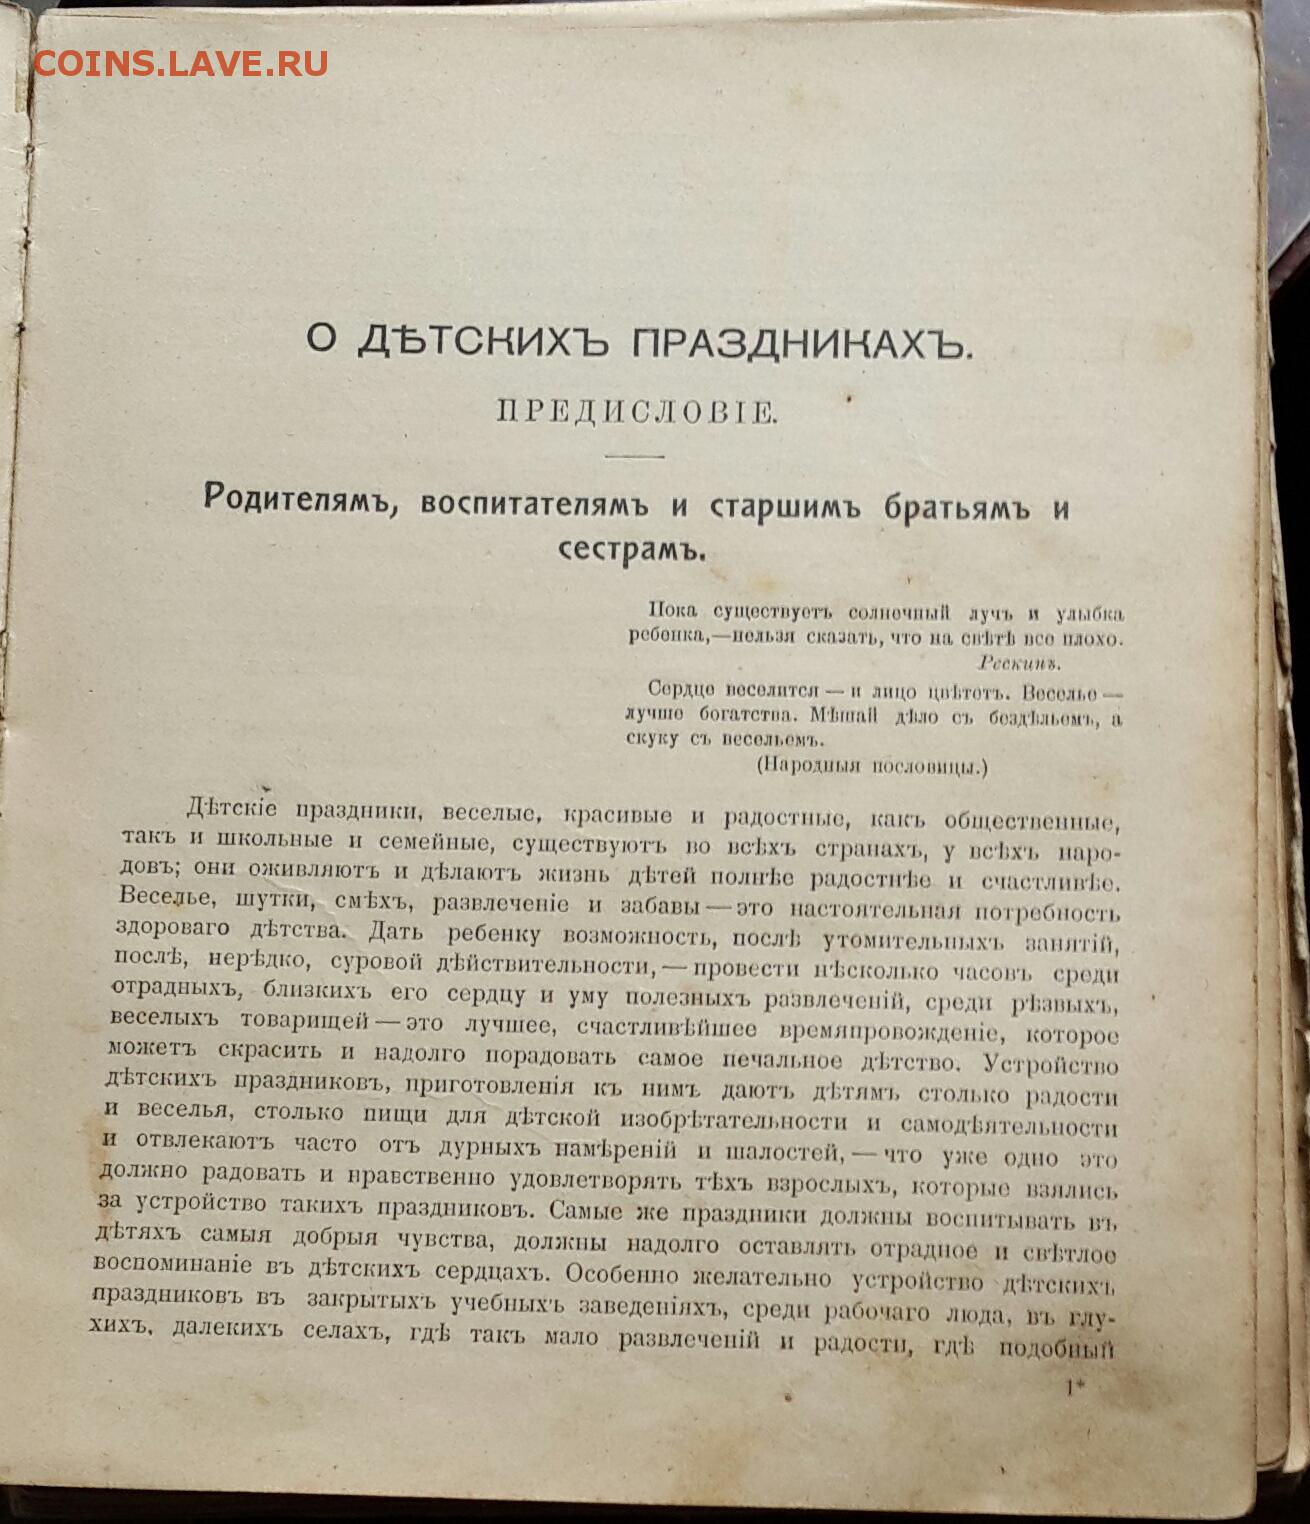 COINS.LAVE.RU
О ДѢТСКИХЪ ПРАЗДНИКАХЪ.
ПРЕДИСЛОВІЕ.
Родителямъ, воспитателямъ и старшимъ братьямъ и
сестрамъ.
Пока существуетъ солнечный лучъ и улыбка
ребенка,—нельзя сказать, что на свѣтѣ все плохо.
Рескинъ.
Сердце веселится — и лицо цвѣтетъ. Веселье —
лучше богатства. Мѣшай дѣло съ бездѣльемъ, а
скуку съ весельемъ.
(Народныя пословицы.)
Дѣтскіе праздники, веселые, красивые и радостные, какъ общественные,
такъ и школьные и семейные, существуютъ во всѣхъ странахъ, у всѣхъ наро-
довъ; они оживляютъ и дѣлаютъ жизнь дѣтей полнѣе радостнѣе и счастливѣе.
Веселье, шутки, смѣхъ, развлеченіе и забавы—это настоятельная потребность
здороваго дѣтства. Дать ребенку возможность, послѣ утомительныхъ занятій,
послѣ, нерѣдко, суровой дѣйствительности,—провести нѣсколько часовъ среди
отрадныхъ, близкихъ его сердцу и уму полезныхъ развлеченій, среди рѣзвыхъ,
веселыхъ товарищей—это лучшее, счастливѣйшее времяпровожденіе, которое
можетъ скрасить и надолго порадовать самое печальное дѣтство. Устройство
дѣтскихъ праздниковъ, приготовленія къ нимъ даютъ дѣтямъ столько радости
и веселья, столько пищи для дѣтской изобрѣтательности и самодѣятельности
и отвлекаютъ часто отъ дурныхъ намѣреній и шалостей,—что уже одно это
должно радовать и нравственно удовлетворять тѣхъ взрослыхъ, которые взялись
за устройство такихъ праздниковъ. Самые же праздники должны воспитывать въ
дѣтяхъ самыя добрыя чувства, должны надолго оставлять отрадное и свѣтлое
воспоминаніе въ дѣтскихъ сердцахъ. Особенно желательно устройство дѣтскихъ
праздниковъ въ закрытыхъ учебныхъ заведеніяхъ, среди рабочаго люда, въ глу-
хихъ, далекихъ селахъ, гдѣ такъ мало развлеченій и радости, гдѣ подобный
1*